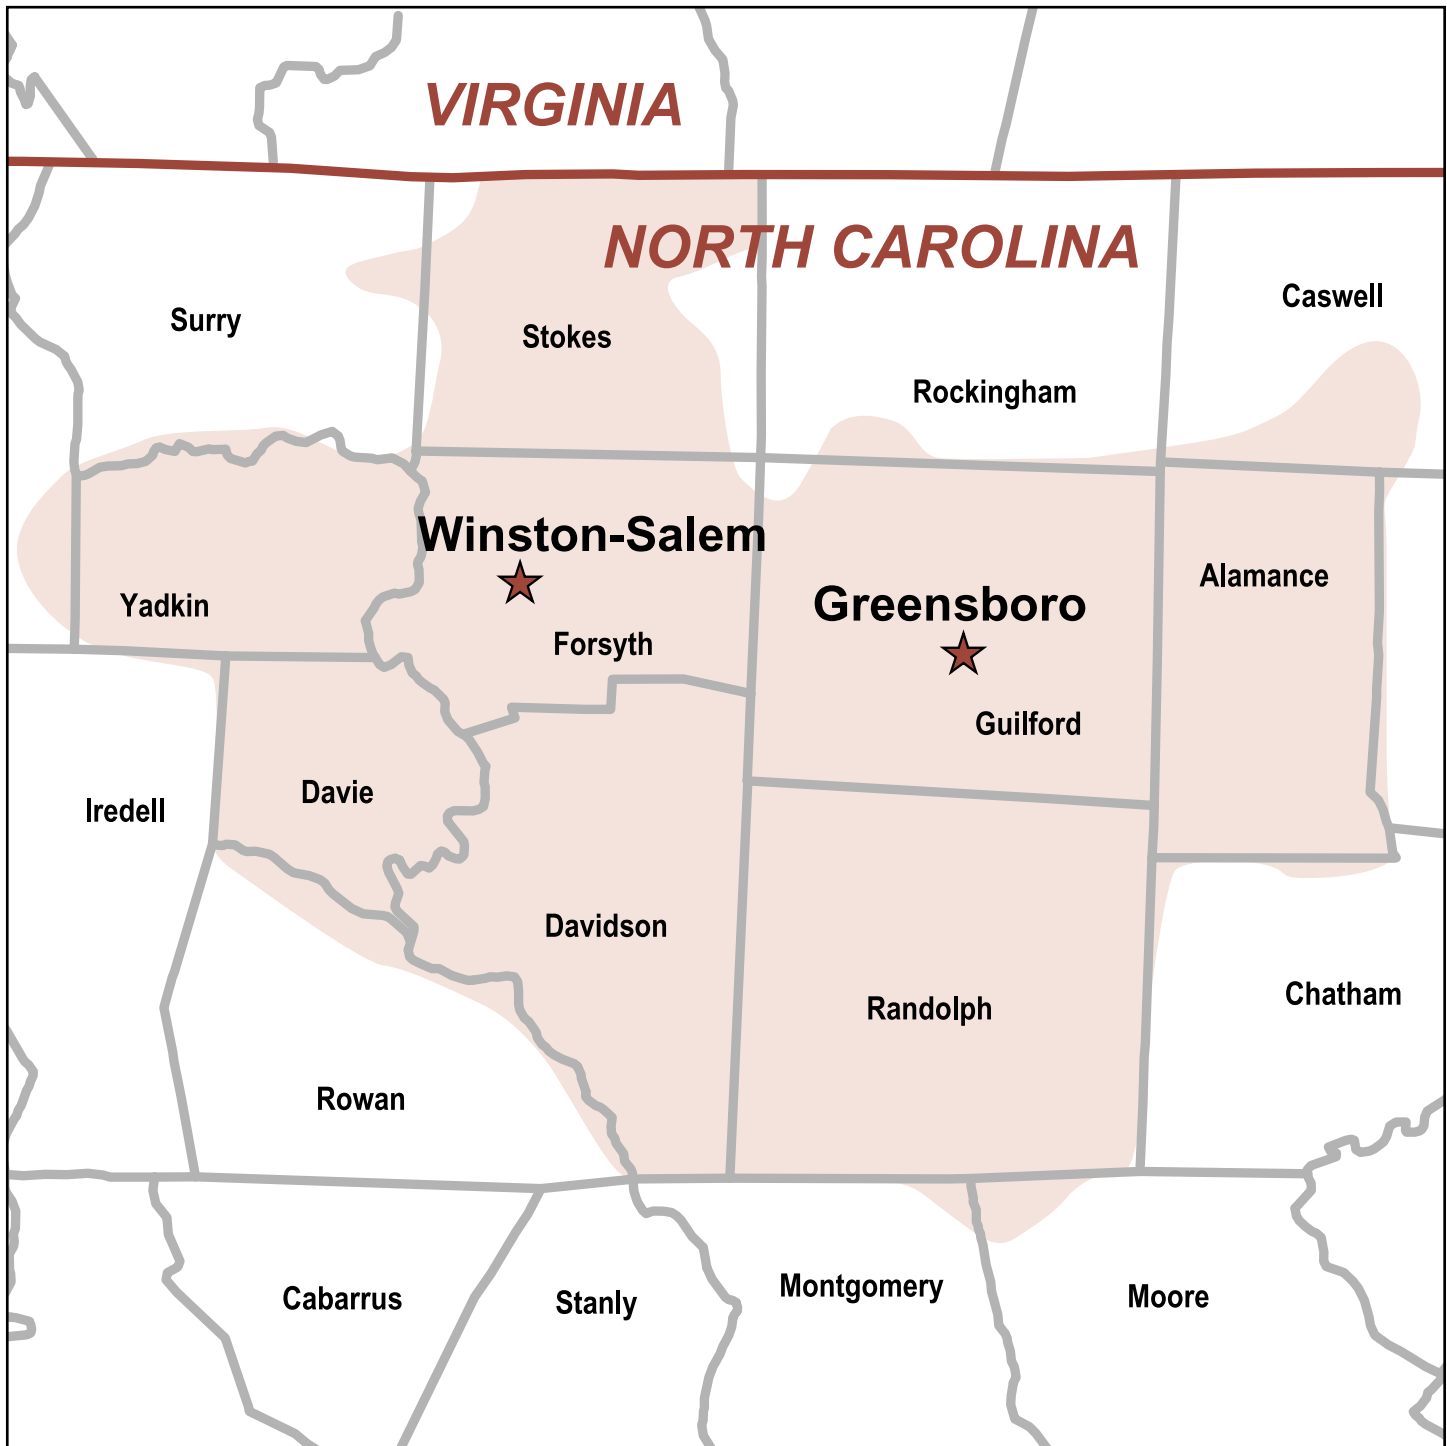 VIRGINIA
NORTH CAROLINA
Caswell
Surry
Stokes
Rockingham
Winston-Salem
Alamance
Greensboro
Yadkin
Forsyth
Guilford
Davie
Iredell
Davidson
Chatham
Randolph
Rowan
Montgomery
Moore
Cabarrus
Stanly